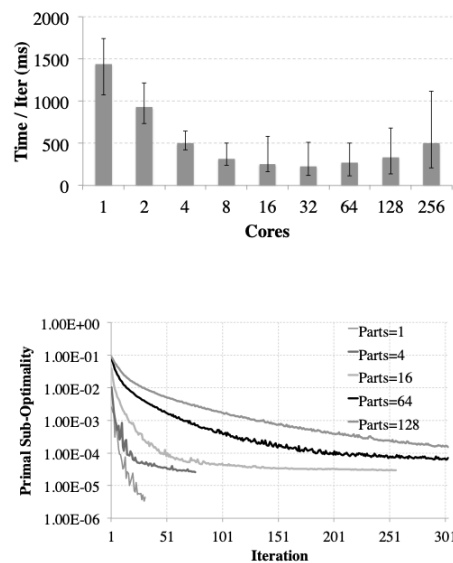 2000
1500
1000
500
0
Time / Iter (ms)
1 2 4 8 16 32 64 128 256
Cores
1.00E+00
1.00E-01
1.00E-02
1.00E-03
1.00E-04
1.00E-05
1.00E-06
Primal Sub-Optimality
Parts=1
Parts=4
Parts=16
Parts=64
Parts=128
1 51 101 151 201 251 301
Iteration